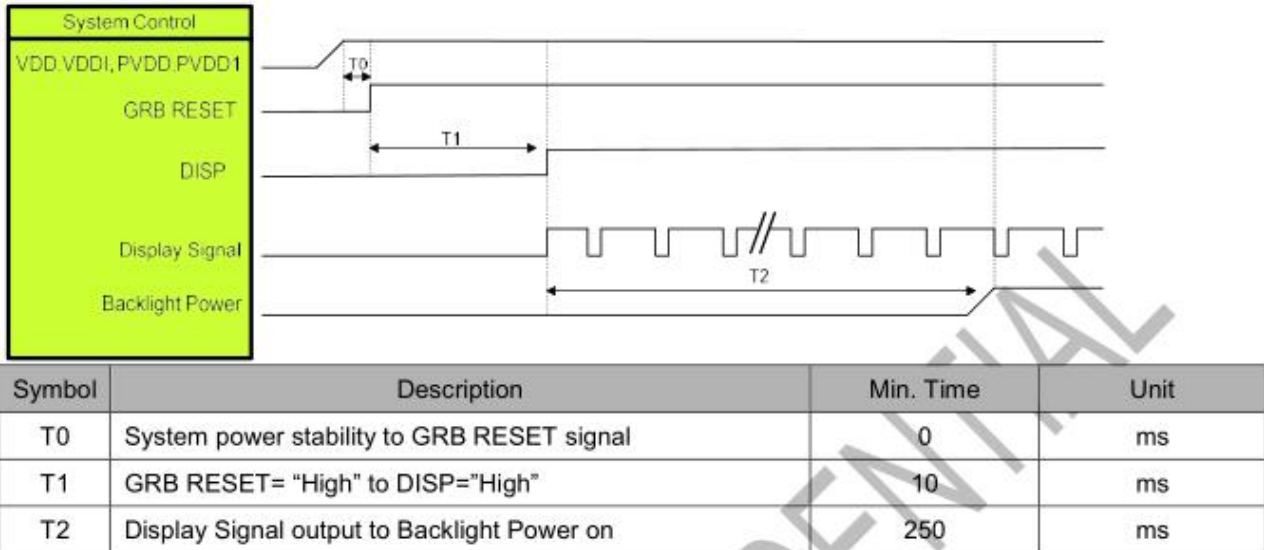 System Control
VDD.VDDI, PVDD.PVDD1
T0
GRB RESET
T1
DISP
Display Signal
T2
Backlight Power
Symbol Description Min. Time Unit
T0 System power stability to GRB RESET signal 0 ms
T1 GRB RESET= “High” to DISP=”High” 10 ms
T2 Display Signal output to Backlight Power on 250 ms